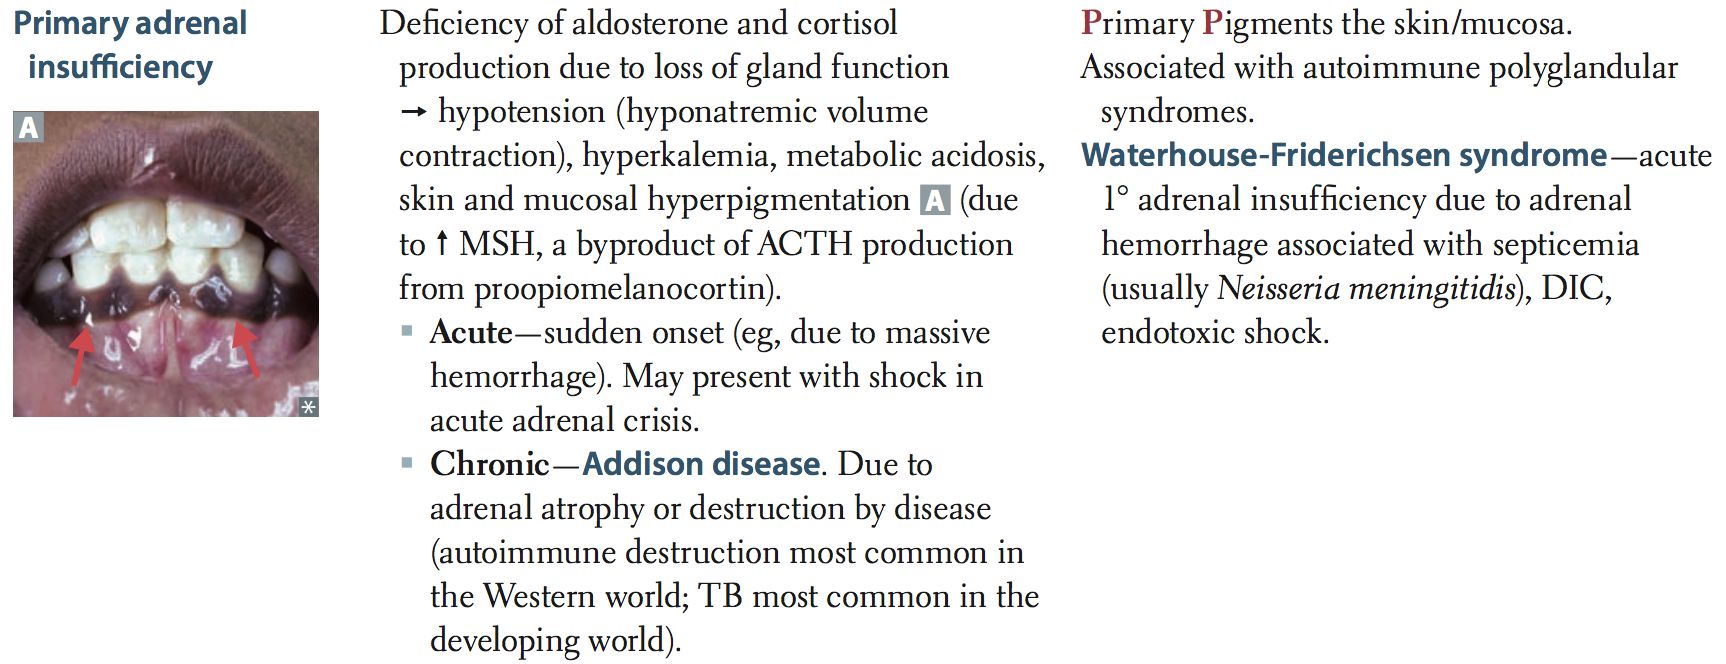 Primary adrenal
insufficiency
A
*
Deficiency of aldosterone and cortisol
production due to loss of gland function
→ hypotension (hyponatremic volume
contraction), hyperkalemia, metabolic acidosis,
skin and mucosal hyperpigmentation A (due
to ↑ MSH, a byproduct of ACTH production
from proopiomelanocortin).
▪ Acute—sudden onset (eg, due to massive
hemorrhage). May present with shock in
acute adrenal crisis.
▪ Chronic—Addison disease. Due to
adrenal atrophy or destruction by disease
(autoimmune destruction most common in
the Western world; TB most common in the
developing world).
Primary Pigments the skin/mucosa.
Associated with autoimmune polyglandular
syndromes.
Waterhouse-Friderichsen syndrome—acute
1° adrenal insufficiency due to adrenal
hemorrhage associated with septicemia
(usually Neisseria meningitidis), DIC,
endotoxic shock.